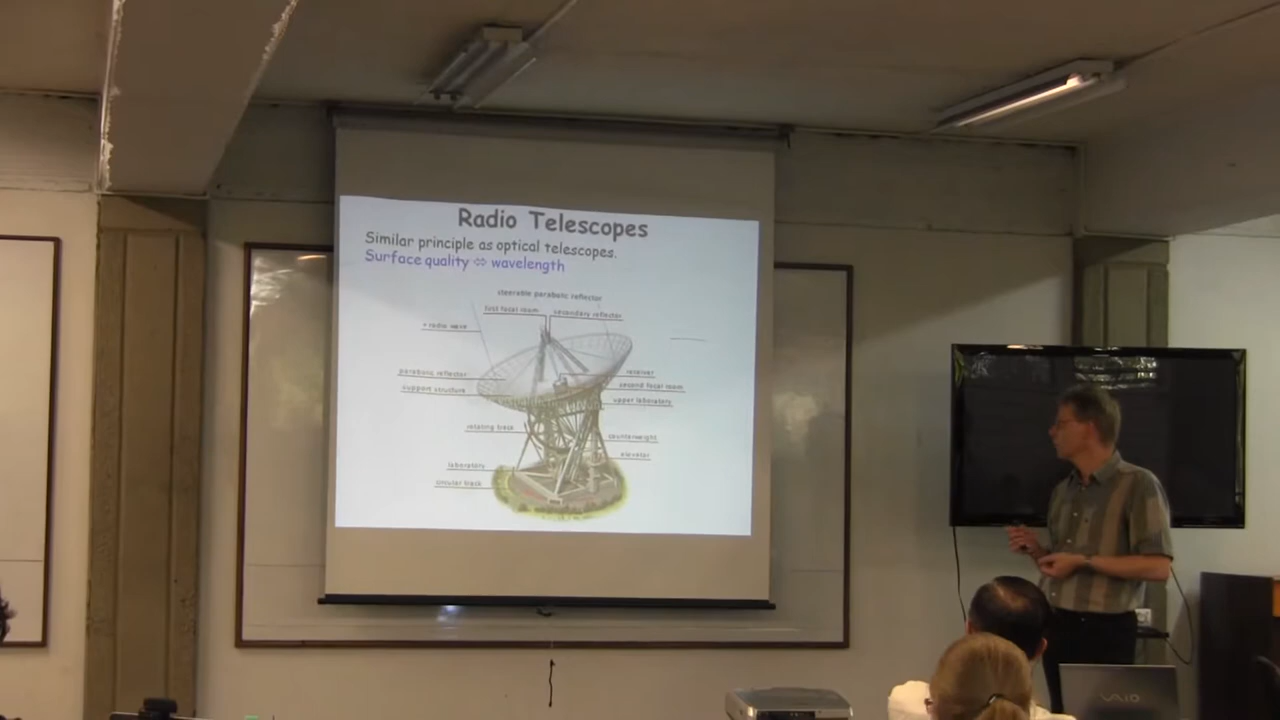 Radio Telescopes
Similar principle as optical telescopes.
Surface quality ⇔ wavelength
steerable parabolic reflector
first focal room
secondary reflector
radio wave
parabolic reflector
receiver
support structure
second focal room
upper laboratory
rotating track
counterweight
elevator
laboratory
circular track
VAIO